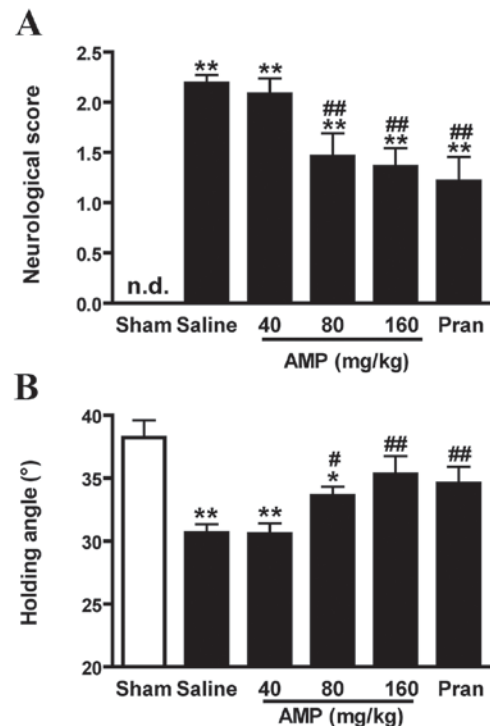 A
Neurological score
2.5
2.0
1.5
1.0
0.5
0.0
n.d.
** ** ## ## ##
** ** **
Sham Saline 40 80 160 Pran
AMP (mg/kg)
B
Holding angle (°)
40
35
30
25
20
** ** # ## ##
*
Sham Saline 40 80 160 Pran
AMP (mg/kg)